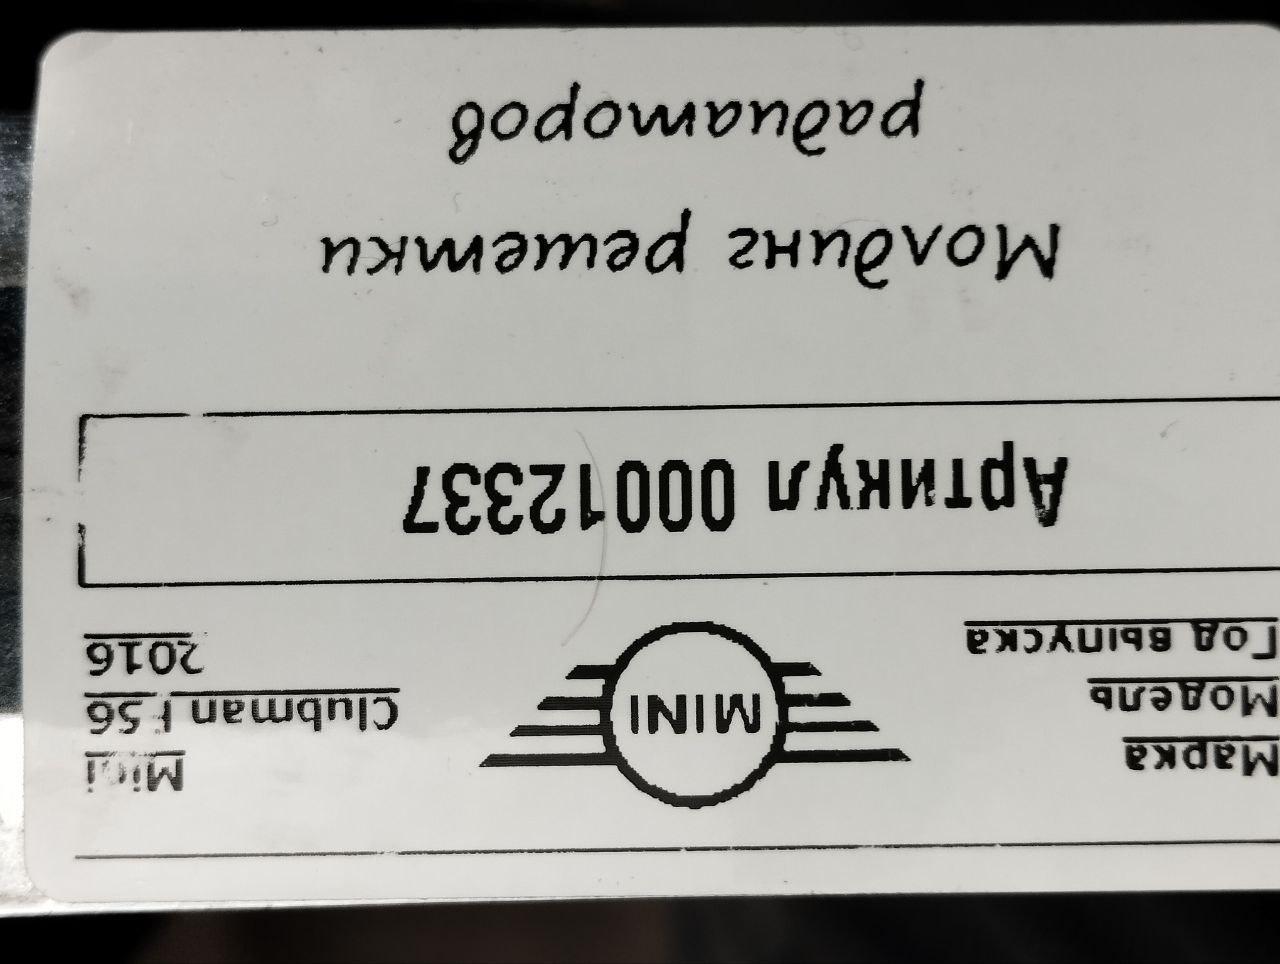 Марка Mini
Модель Clubman F56
Год выпуска 2016
MINI
Артикул 00012337
Молдинг решетки
радиаторов